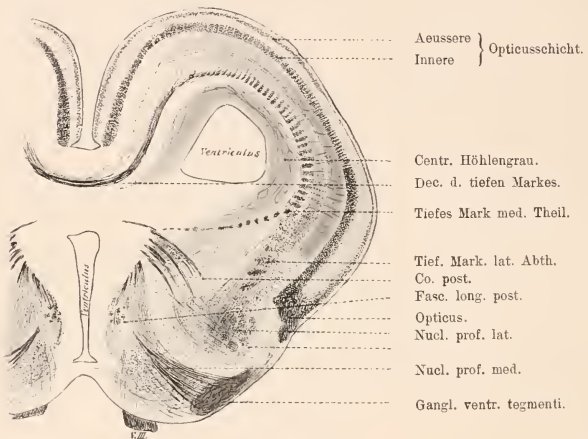 Aeussere
Innere
Opticusschicht.
Ventriculus
Centr. Höhlengrau.
Dec. d. tiefen Markes.
Tiefes Mark med. Theil.
Tief. Mark. lat. Abth.
Co. post.
Fasc. long. post.
Ventriculus
Opticus.
Nucl. prof. lat.
Nucl. prof. med.
Gangl. ventr. tegmenti.
N.III.